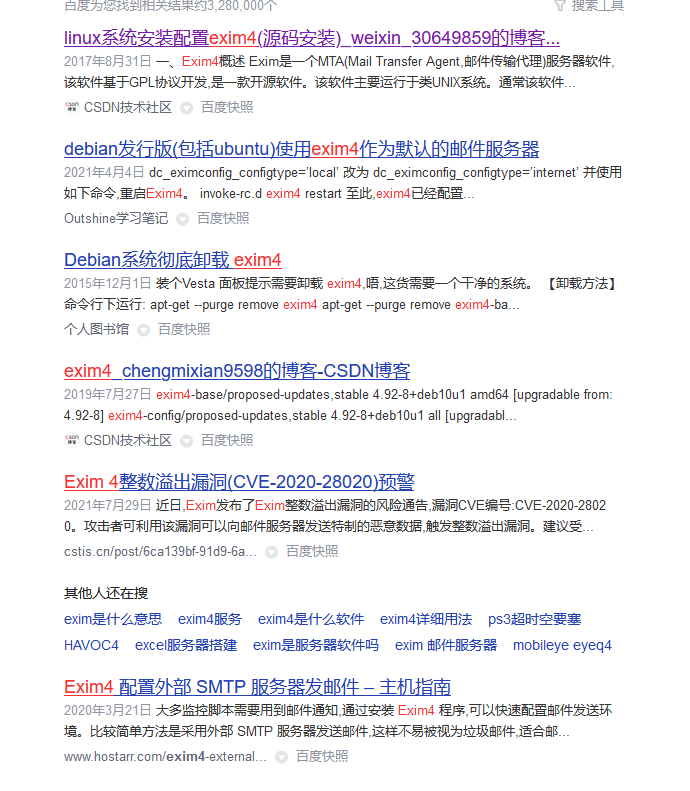 百度为您找到相关结果约3,280,000个 搜索工具
linux系统安装配置exim4(源码安装)_weixin_30649859的博客...
2017年8月31日 一、Exim4概述 Exim是一个MTA(Mail Transfer Agent,邮件传输代理)服务器软件,
该软件基于GPL协议开发,是一款开源软件。该软件主要运行于类UNIX系统。通常该软件...
CSDN技术社区 百度快照
debian发行版(包括ubuntu)使用exim4作为默认的邮件服务器
2021年4月4日 dc_eximconfig_configtype='local' 改为 dc_eximconfig_configtype='internet' 并使用
如下命令,重启Exim4。 invoke-rc.d exim4 restart 至此,exim4已经配置...
Outshine学习笔记 百度快照
Debian系统彻底卸载 exim4
2015年12月1日 装个Vesta 面板提示需要卸载 exim4,唔,这货需要一个干净的系统。 【卸载方法】
命令行下运行: apt-get --purge remove exim4 apt-get --purge remove exim4-ba...
个人图书馆 百度快照
exim4_chengmixian9598的博客-CSDN博客
2019年7月27日 exim4-base/proposed-updates,stable 4.92-8+deb10u1 amd64 [upgradable from:
4.92-8] exim4-config/proposed-updates,stable 4.92-8+deb10u1 all [upgradabl...
CSDN技术社区 百度快照
Exim 4整数溢出漏洞(CVE-2020-28020)预警
2021年7月29日 近日,Exim发布了Exim整数溢出漏洞的风险通告,漏洞CVE编号:CVE-2020-2802
0。攻击者可利用该漏洞可以向邮件服务器发送特制的恶意数据,触发整数溢出漏洞。建议受...
cstis.cn/post/6ca139bf-91d9-6a... 百度快照
其他人还在搜
exim是什么意思 exim4服务 exim4是什么软件 exim4详细用法 ps3超时空要塞
HAVOC4 excel服务器搭建 exim是服务器软件吗 exim 邮件服务器 mobileye eyeq4
Exim4 配置外部 SMTP 服务器发邮件 – 主机指南
2020年3月21日 大多监控脚本需要用到邮件通知,通过安装 Exim4 程序,可以快速配置邮件发送环
境。比较简单方法是采用外部 SMTP 服务器发送邮件,这样不易被视为垃圾邮件,适合邮...
www.hostarr.com/exim4-external... 百度快照